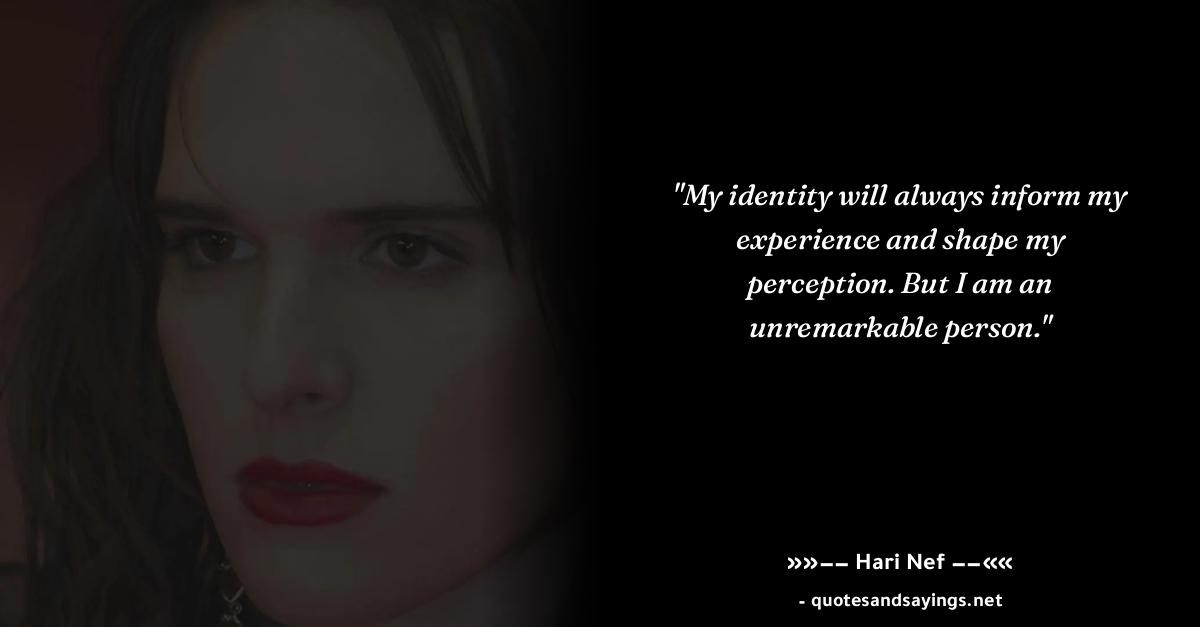 "My identity will always inform my
experience and shape my
perception. But I am an
unremarkable person."
»»—— Hari Nef ——««
- quotesandsayings.net